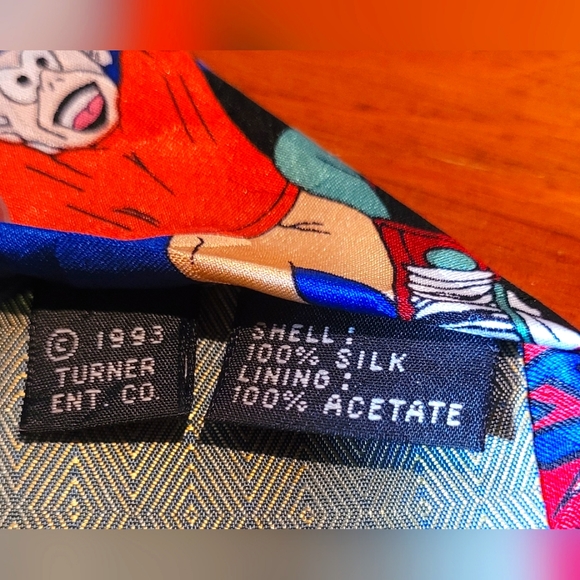 © 1993
TURNER
ENT. CO.
SHELL:
100% SILK
LINING:
100% ACETATE